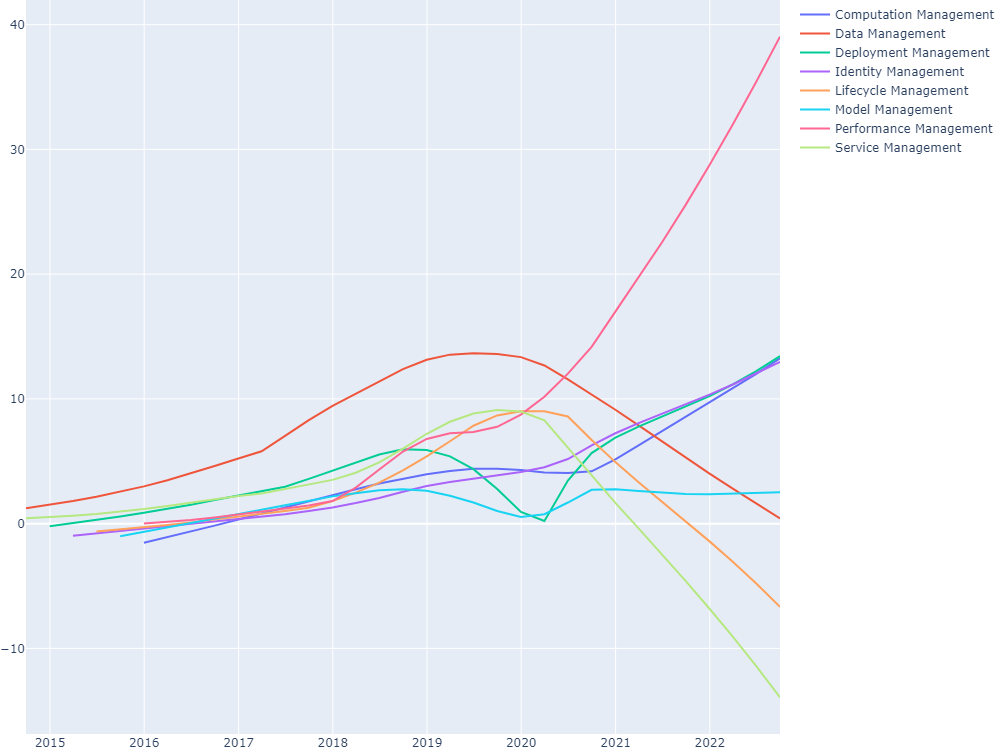 40
30
20
10
0
−10
2015 2016 2017 2018 2019 2020 2021 2022
Computation Management
Data Management
Deployment Management
Identity Management
Lifecycle Management
Model Management
Performance Management
Service Management